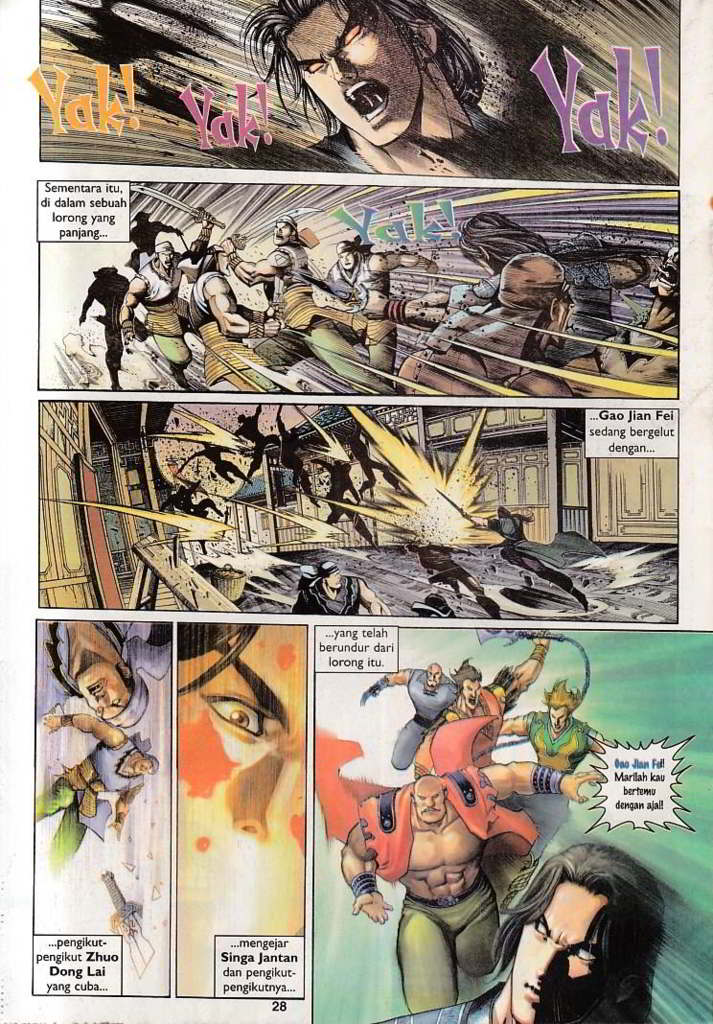 Yak!
Yak!
Yak!
Sementara itu,
di dalam sebuah
lorong yang
panjang...
Yak!
...Gao Jian Fei
sedang bergelut
dengan...
...pengikut-
pengikut Zhuo
Dong Lai
yang cuba...
...mengejar
Singa Jantan
dan pengikut-
pengikutnya...
...yang telah
berundur dari
lorong itu.
Gao Jian Fei!
Marilah kau
bertemu
dengan ajal!
28